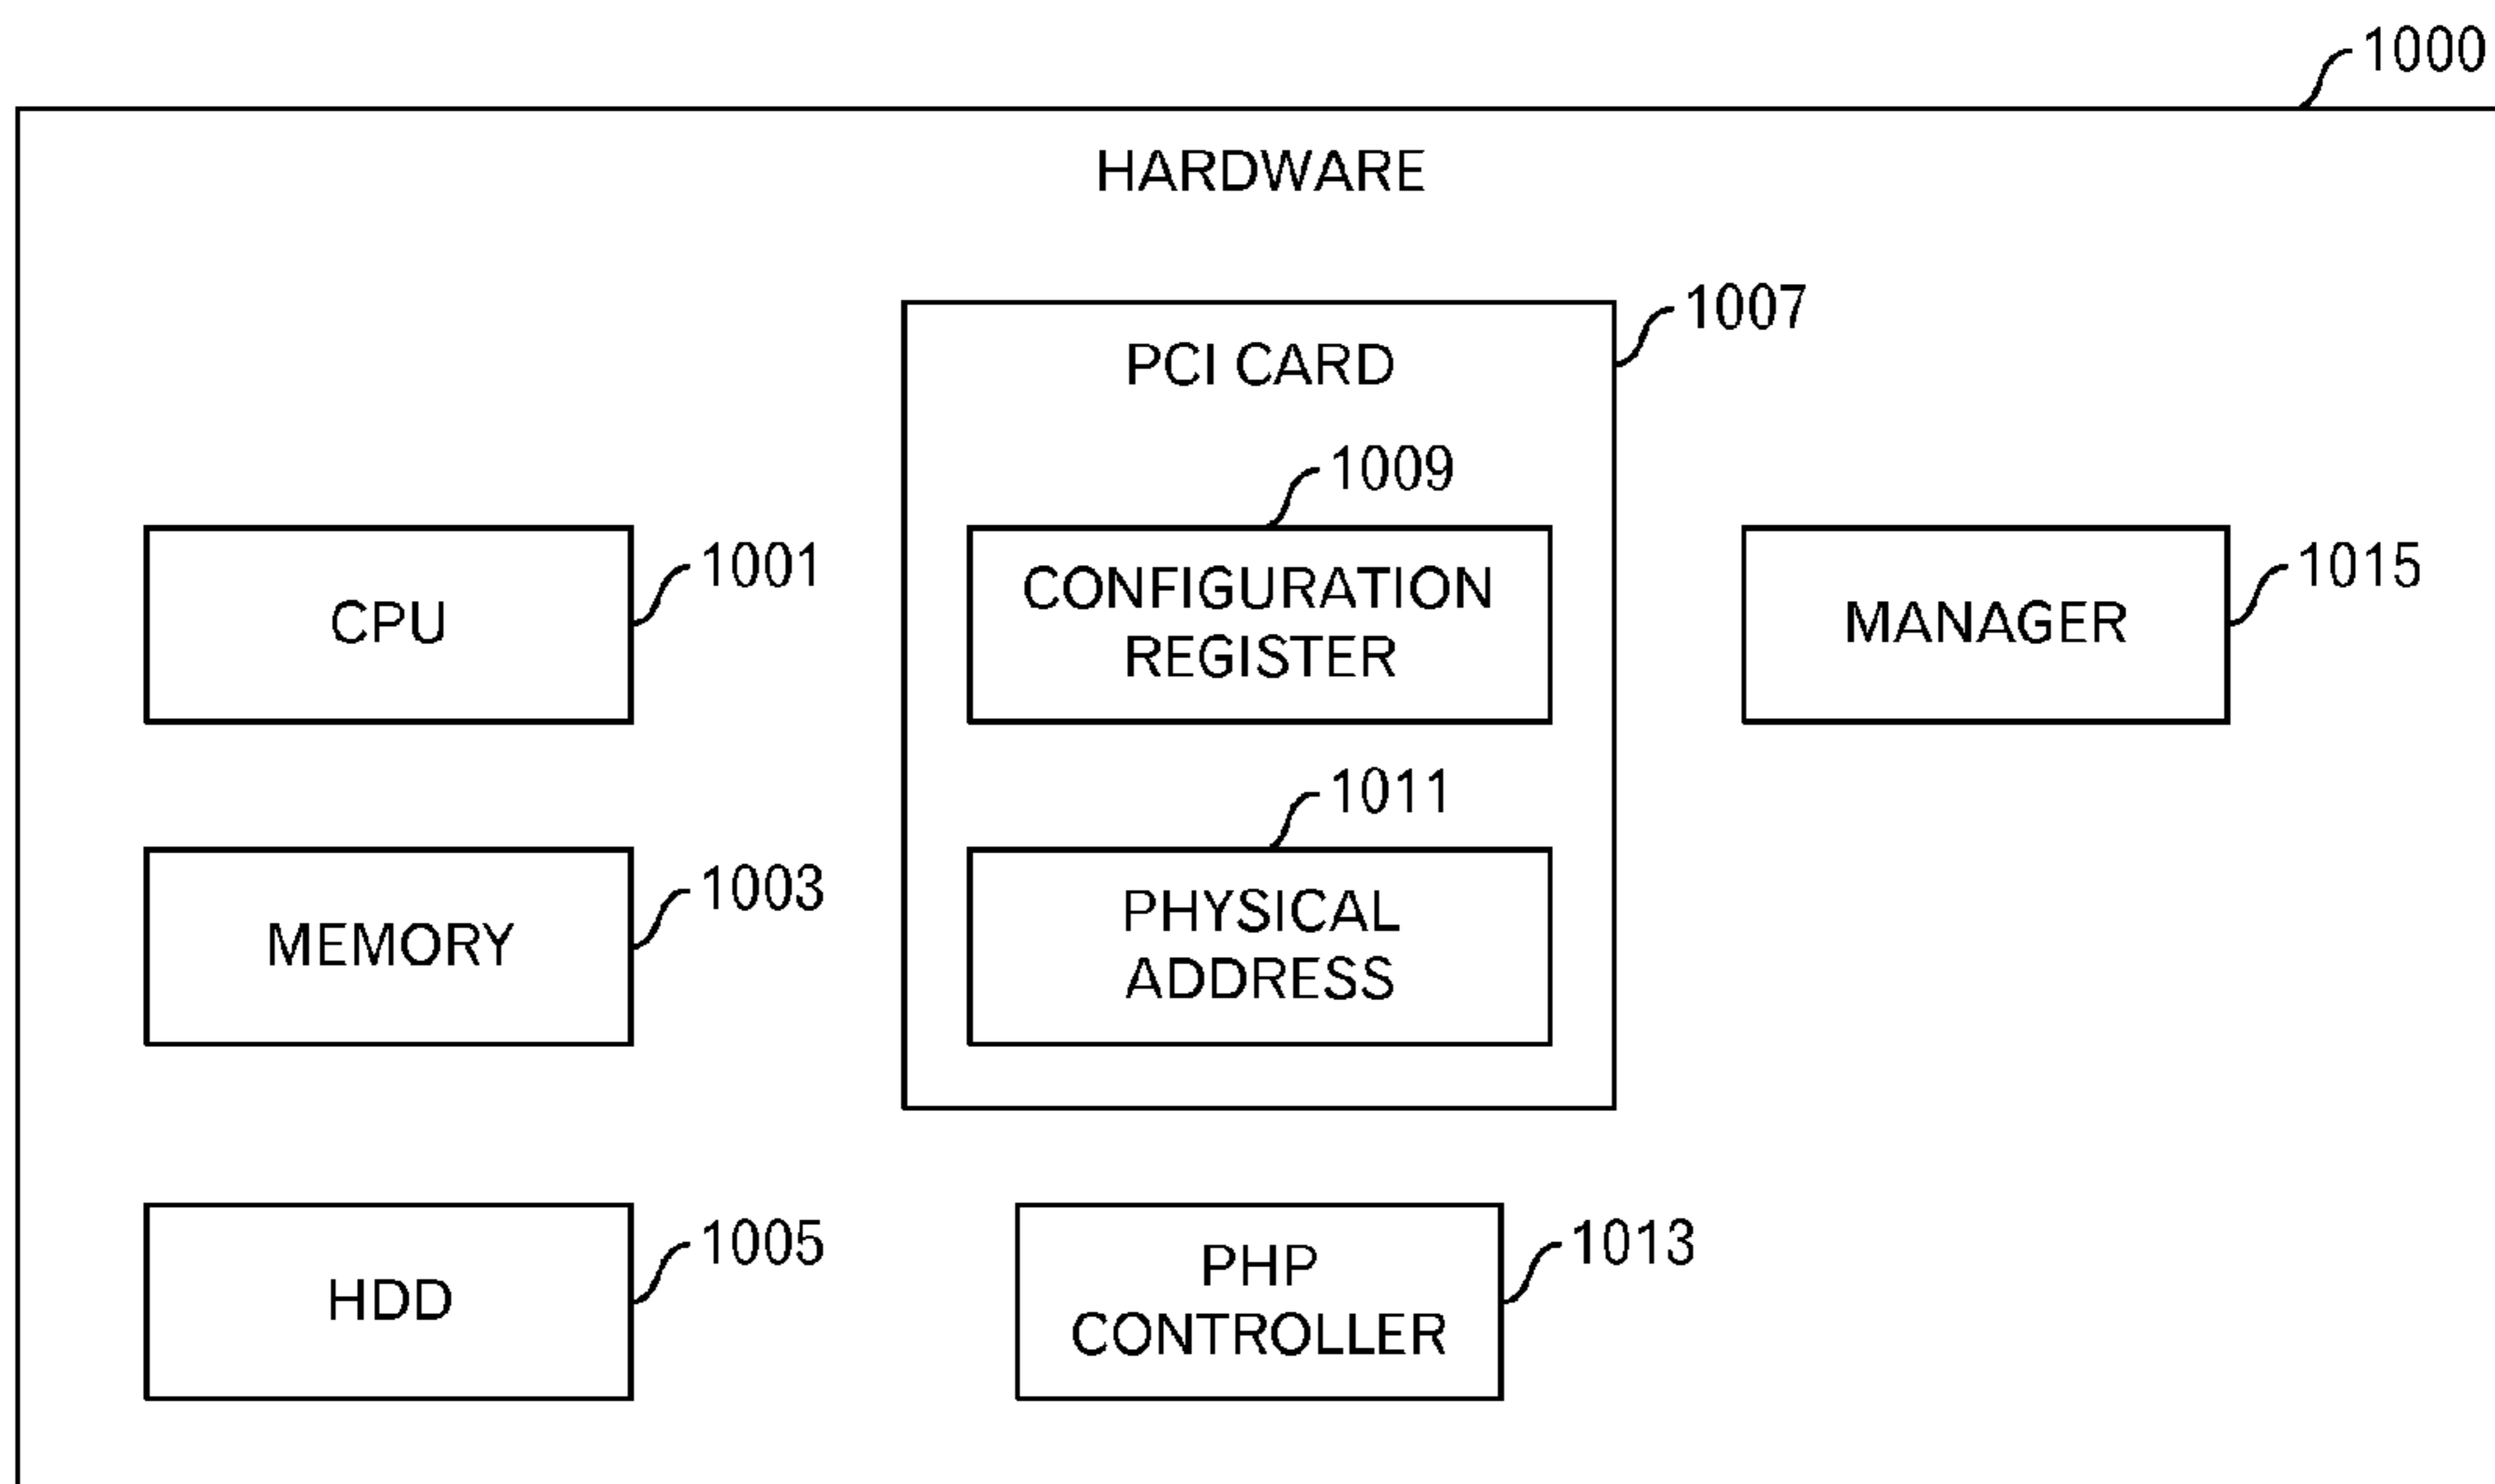 1000
HARDWARE
1007
PCI CARD
1009
CONFIGURATION
REGISTER
1001
CPU
1015
MANAGER
1011
PHYSICAL
ADDRESS
1003
MEMORY
1005
HDD
1013
PHP
CONTROLLER